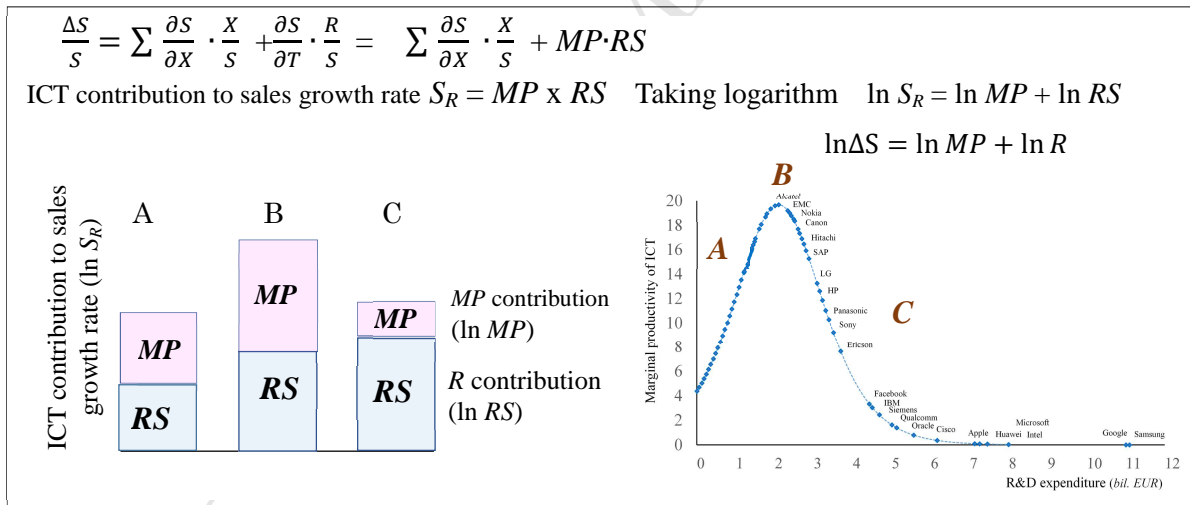 ΔS/S = ∑ ∂S/∂X · X/S + ∂S/∂T · R/S = ∑ ∂S/∂X · X/S + MP·RS
ICT contribution to sales growth rate S_R = MP x RS Taking logarithm ln S_R = ln MP + ln RS
lnΔS = ln MP + ln R
ICT contribution to sales
growth rate (ln S_R)
A B C
MP
RS
MP
RS
MP
RS
MP contribution
(ln MP)
R contribution
(ln RS)
Marginal productivity of ICT
20
18
16
14
12
10
8
6
4
2
0
A
B
C
Alcatel
EMC
Nokia
Canon
Hitachi
SAP
LG
HP
Panasonic
Sony
Ericson
Facebook
IBM
Siemens
Qualcomm
Oracle
Cisco
Apple
Huawei
Microsoft
Intel
Google
Samsung
0 1 2 3 4 5 6 7 8 9 10 11 12
R&D expenditure (bil. EUR)